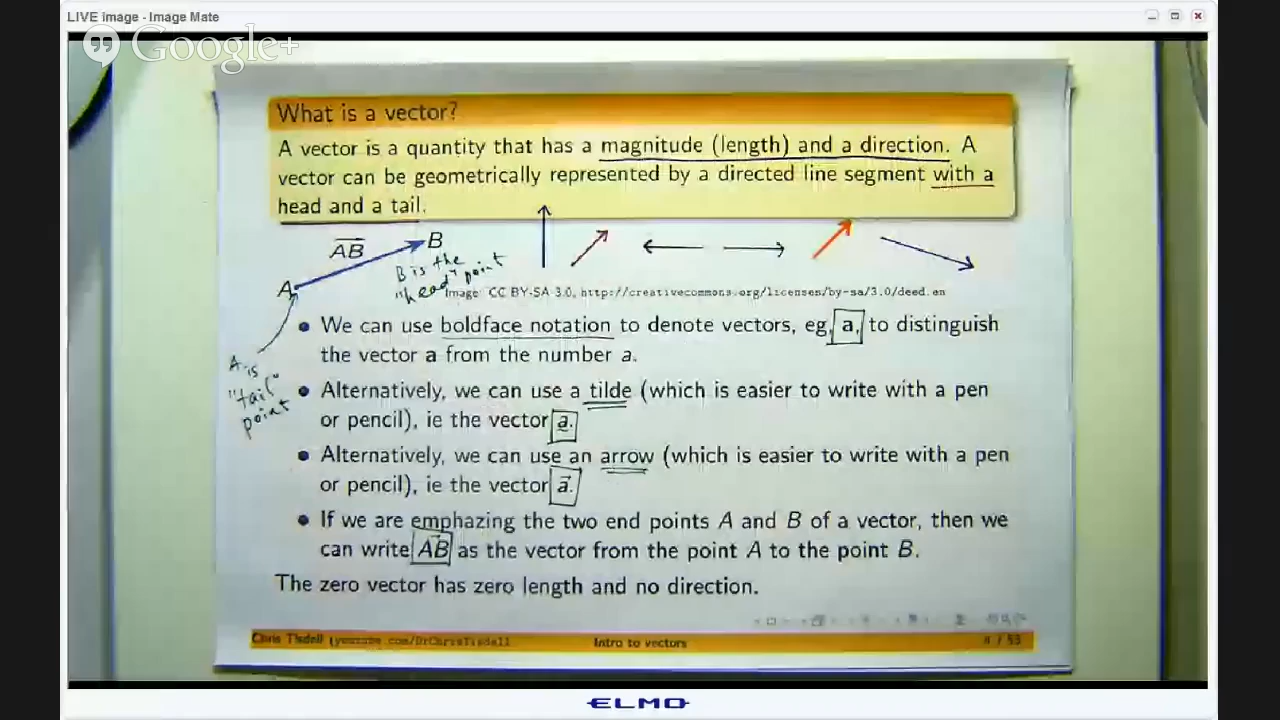 LIVE image - Image Mate
Google+
What is a vector?
A vector is a quantity that has a magnitude (length) and a direction. A
vector can be geometrically represented by a directed line segment with a
head and a tail.
AB
B
A
B is the
"head" point
Image: CC BY-SA 3.0, http://creativecommons.org/licenses/by-sa/3.0/deed.en
A is
"tail"
point
• We can use boldface notation to denote vectors, eg, a, to distinguish
the vector a from the number a.
• Alternatively, we can use a tilde (which is easier to write with a pen
or pencil), ie the vector a̰.
• Alternatively, we can use an arrow (which is easier to write with a pen
or pencil), ie the vector a⃗.
• If we are emphazing the two end points A and B of a vector, then we
can write AB⃗ as the vector from the point A to the point B.
The zero vector has zero length and no direction.
Chris Tisdell (youtube.com/DrChrisTisdell
Intro to vectors
/ 53
ELMO